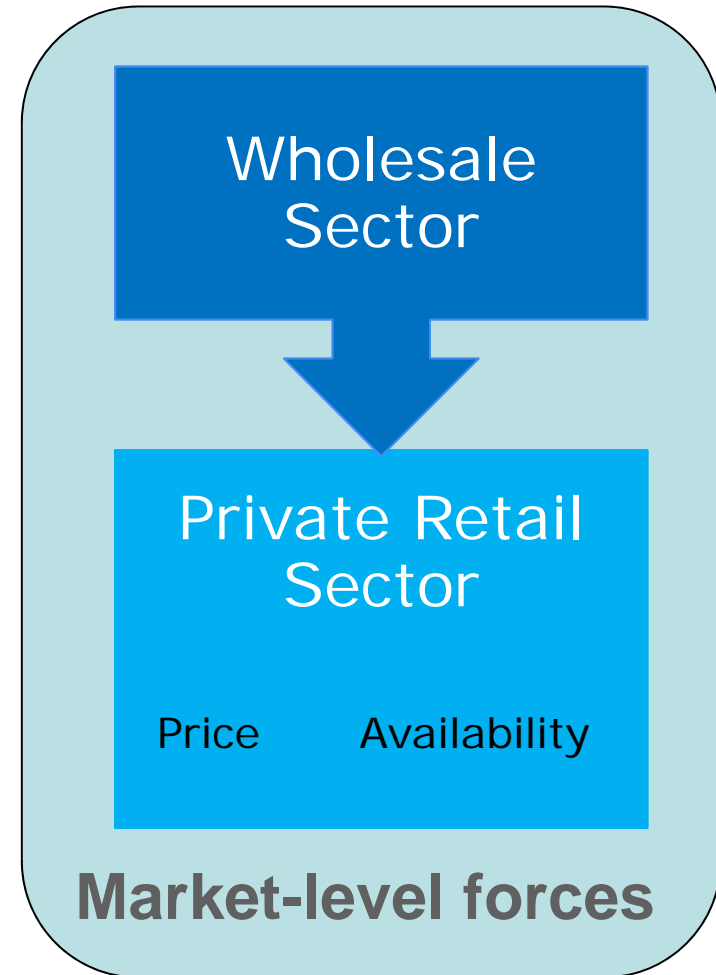 Wholesale
Sector
Private Retail
Sector
Price Availability
Market-level forces